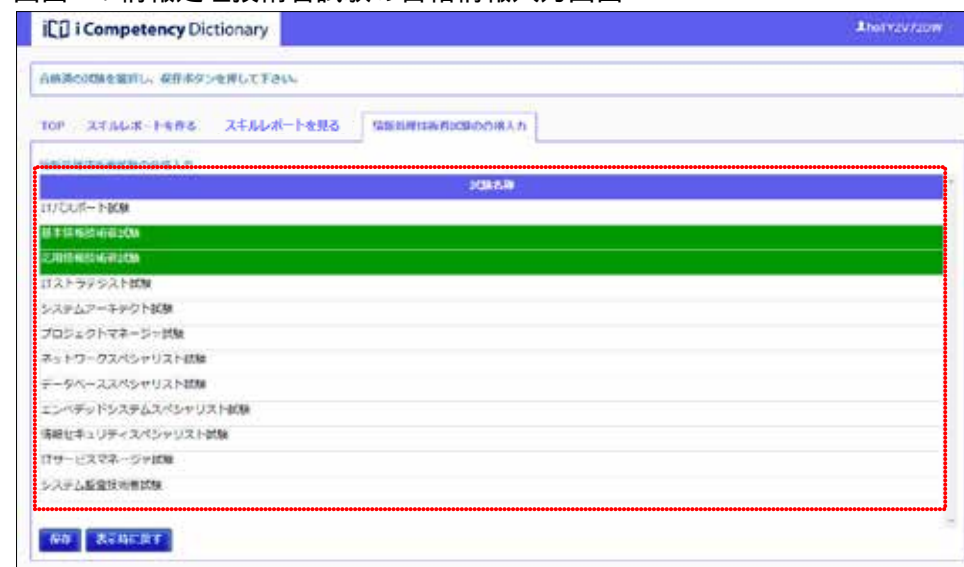 iCD i Competency Dictionary
合格済の試験を選択し、保存ボタンを押して下さい。
TOP スキルレポートを作る スキルレポートを見る 情報処理技術者試験の合格入力
情報処理技術者試験の合格入力
試験名称
ITパスポート試験
基本情報技術者試験
応用情報技術者試験
ITストラテジスト試験
システムアーキテクト試験
プロジェクトマネージャ試験
ネットワークスペシャリスト試験
データベーススペシャリスト試験
エンベデッドシステムスペシャリスト試験
情報セキュリティスペシャリスト試験
ITサービスマネージャ試験
システム監査技術者試験
保存 表示時に戻す